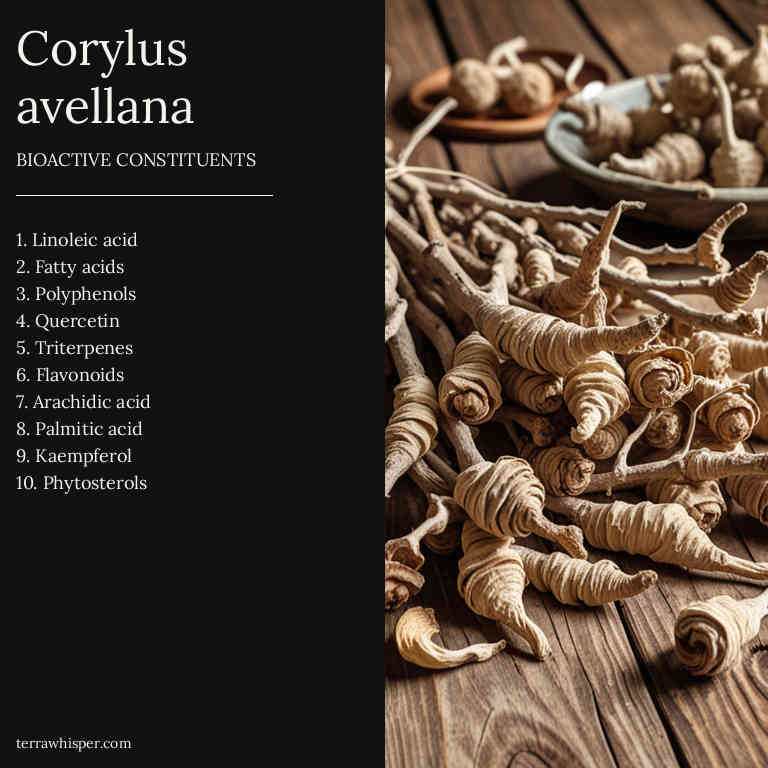 Corylus
avellana
BIOACTIVE CONSTITUENTS
1. Linoleic acid
2. Fatty acids
3. Polyphenols
4. Quercetin
5. Triterpenes
6. Flavonoids
7. Arachidic acid
8. Palmitic acid
9. Kaempferol
10. Phytosterols
terrawhisper.com